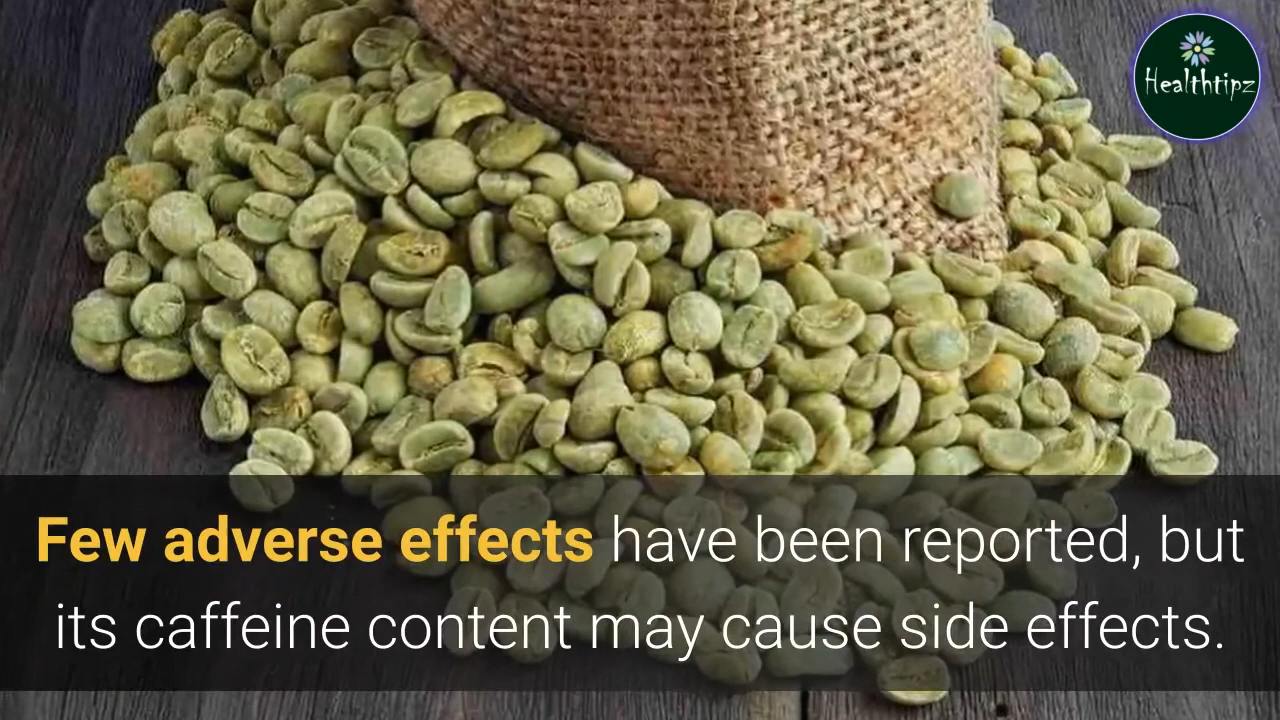 Healthtipz
Few adverse effects have been reported, but
its caffeine content may cause side effects.